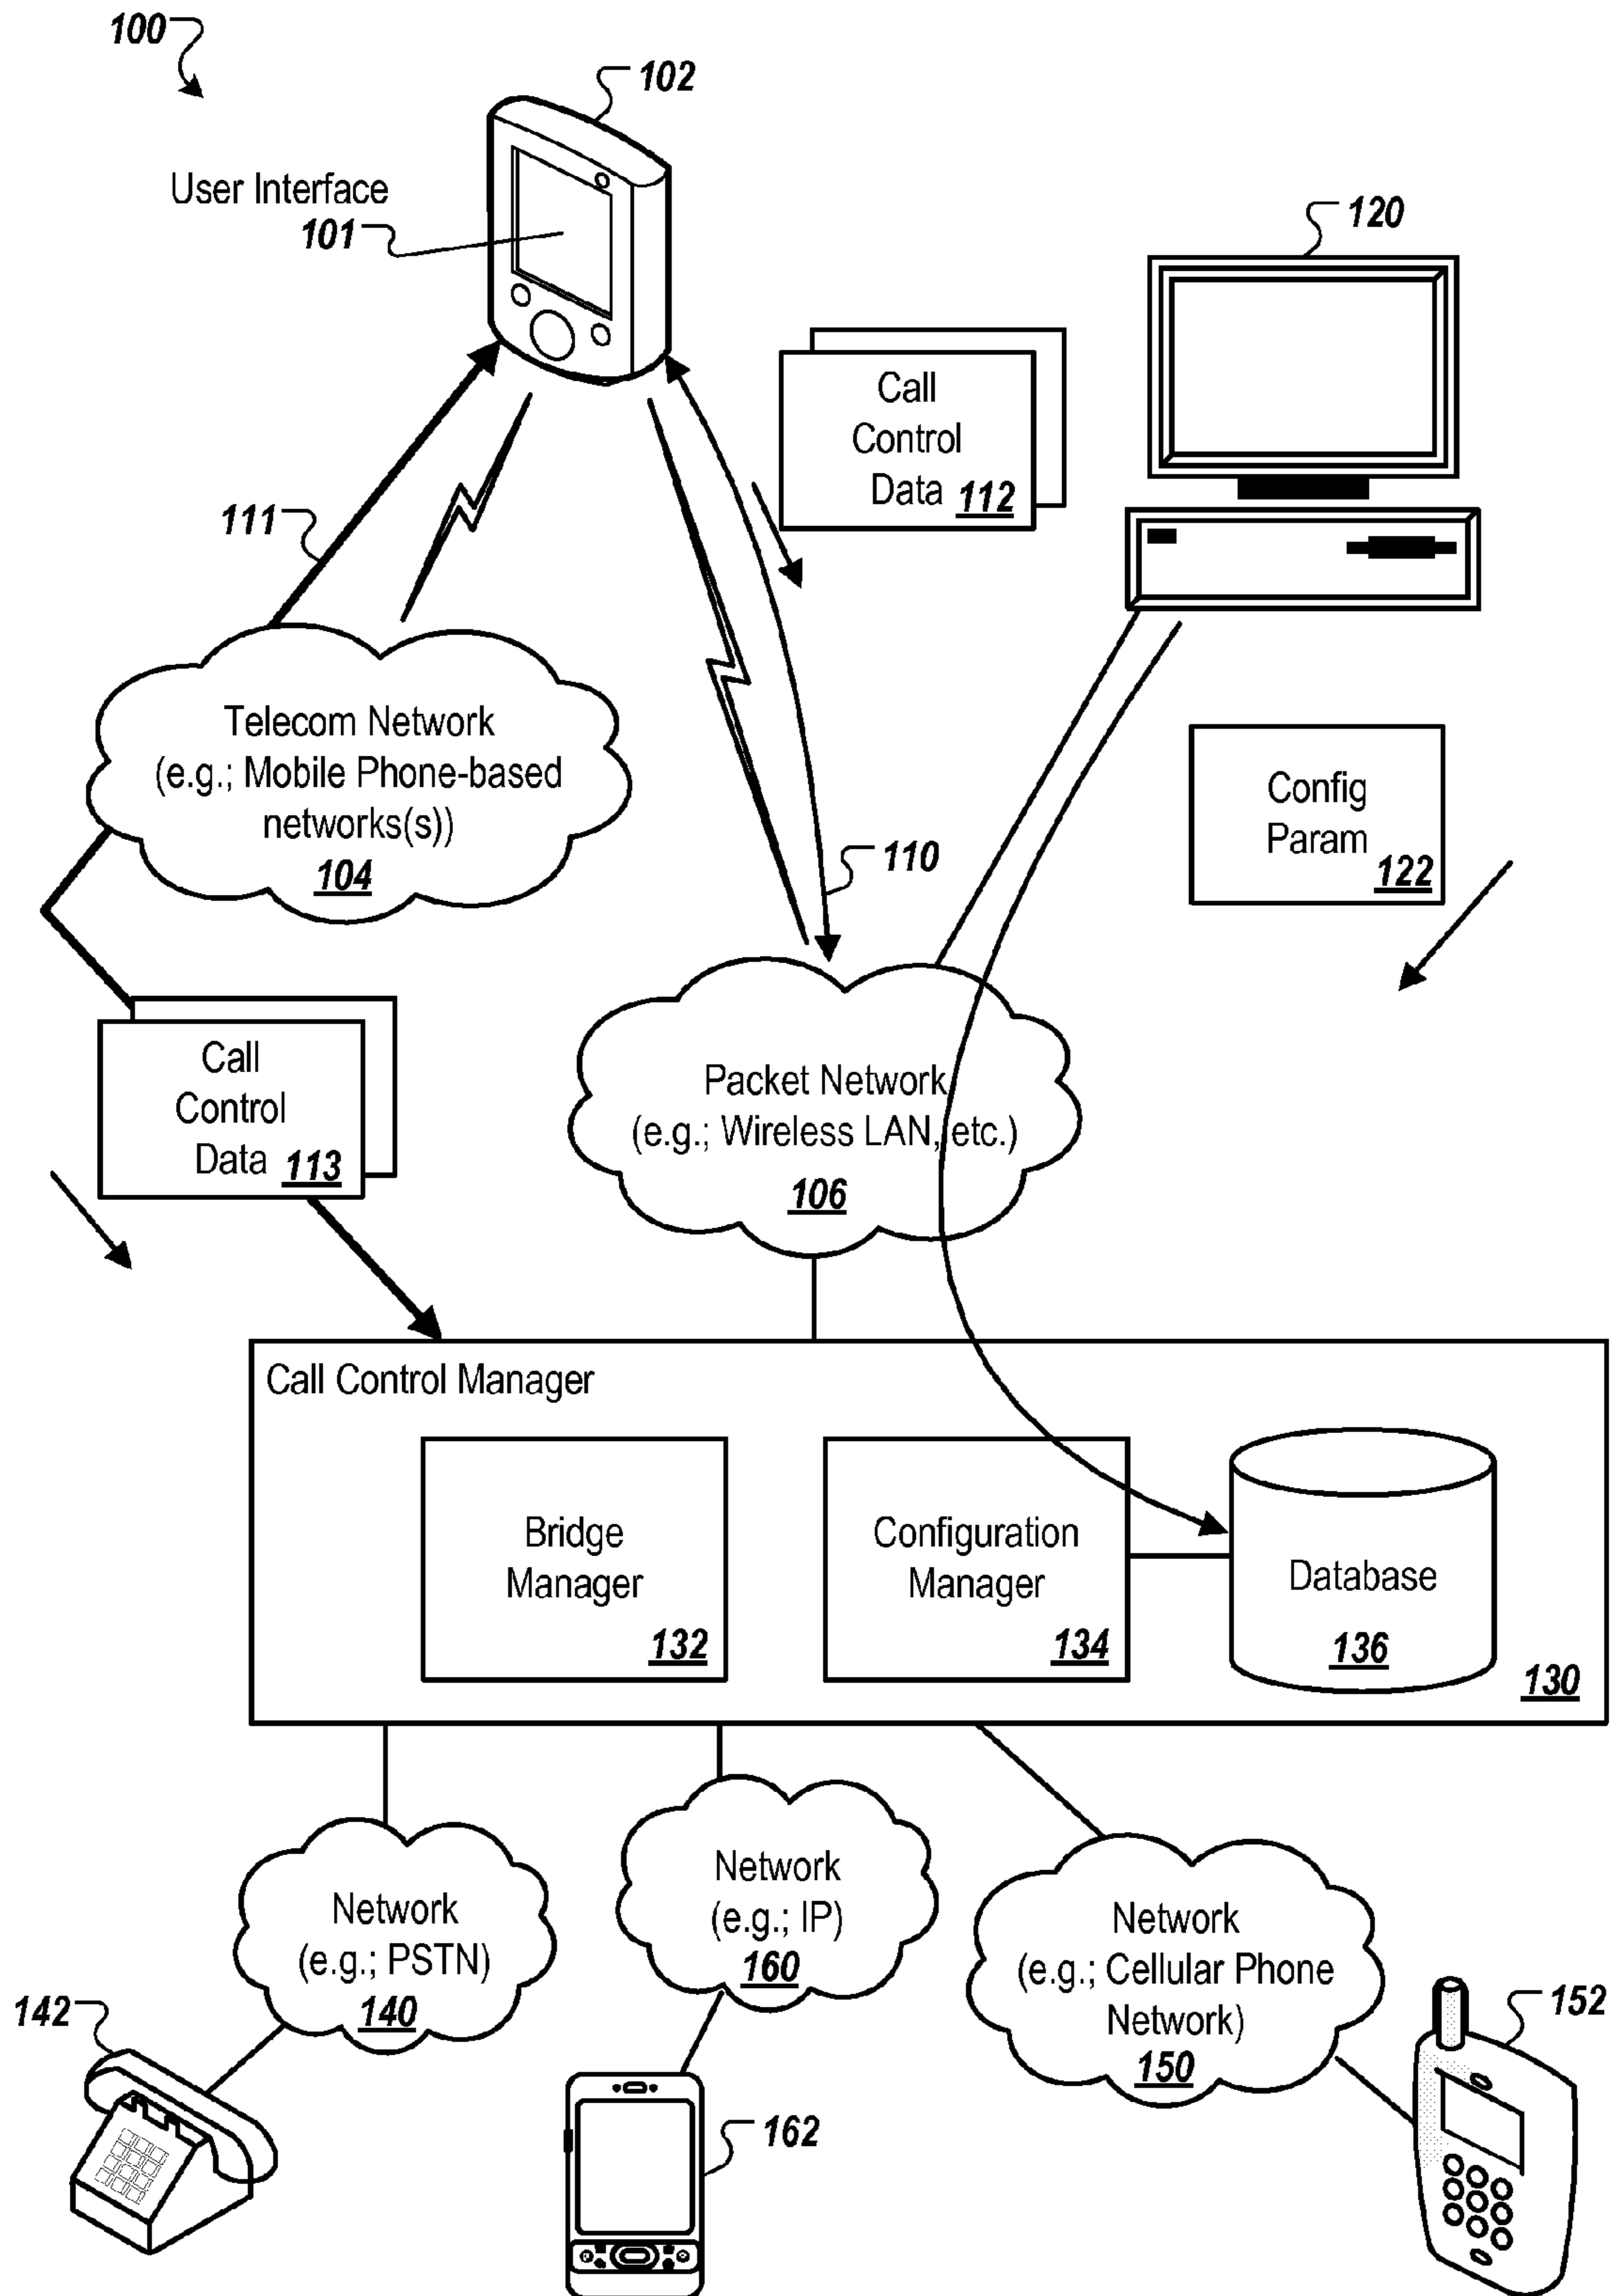 100
102
User Interface
101
120
Call
Control
Data 112
111
Telecom Network
(e.g.; Mobile Phone-based
networks(s))
104
Config
Param
122
110
Call
Control
Data 113
Packet Network
(e.g.; Wireless LAN, etc.)
106
Call Control Manager
Bridge
Manager
132
Configuration
Manager
134
Database
136
130
Network
(e.g.; PSTN)
140
Network
(e.g.; IP)
160
Network
(e.g.; Cellular Phone
Network)
150
142
152
162